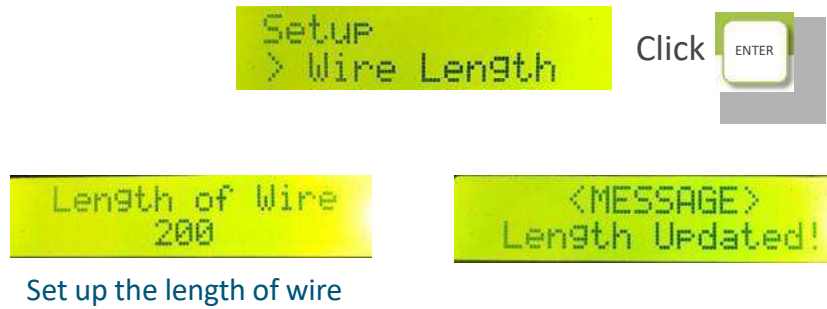 Setup
> Wire Length
Click ENTER
Length of Wire
200
<MESSAGE>
Length Updated!
Set up the length of wire